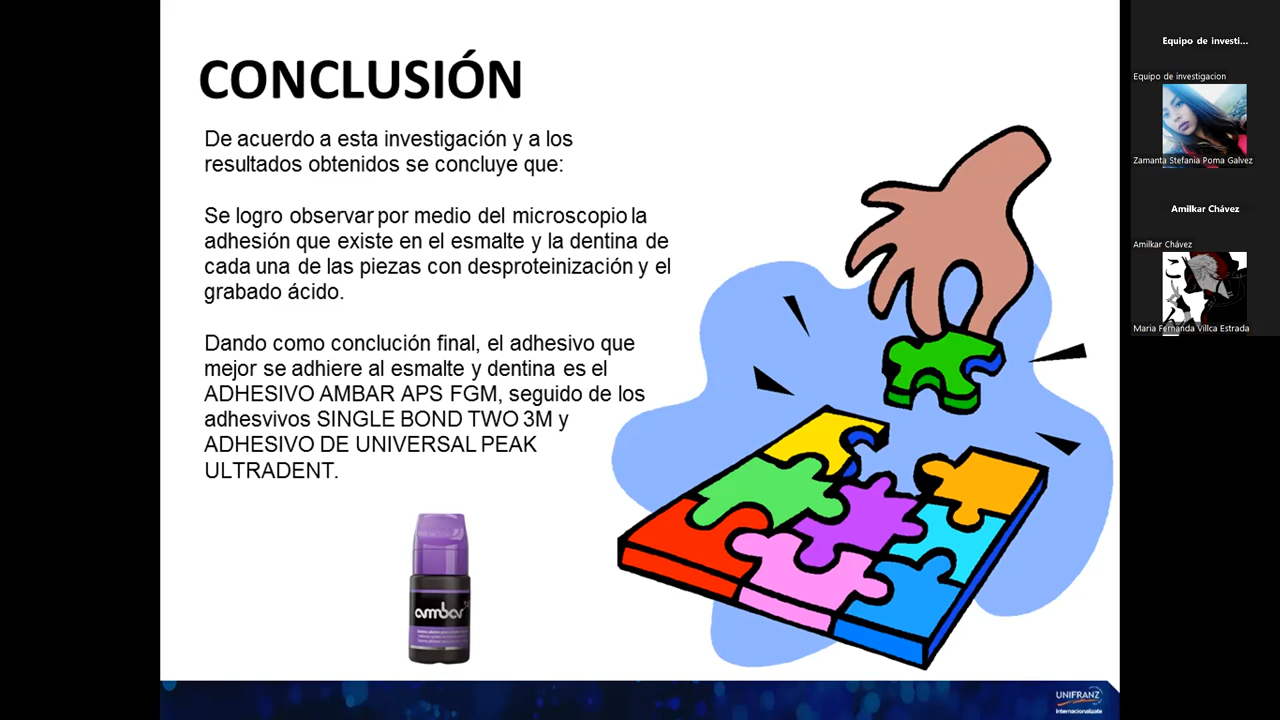 CONCLUSIÓN
De acuerdo a esta investigación y a los
resultados obtenidos se concluye que:
Se logro observar por medio del microscopio la
adhesión que existe en el esmalte y la dentina de
cada una de las piezas con desproteinización y el
grabado ácido.
Dando como conclución final, el adhesivo que
mejor se adhiere al esmalte y dentina es el
ADHESIVO AMBAR APS FGM, seguido de los
adhesvivos SINGLE BOND TWO 3M y
ADHESIVO DE UNIVERSAL PEAK
ULTRADENT.
ambar
UNIFRANZ
Internacionalízate
Equipo de investi...
Equipo de investigacion
Zamanta Stefania Poma Galvez
Amilkar Chávez
Amilkar Chávez
Maria Fernanda Villca Estrada